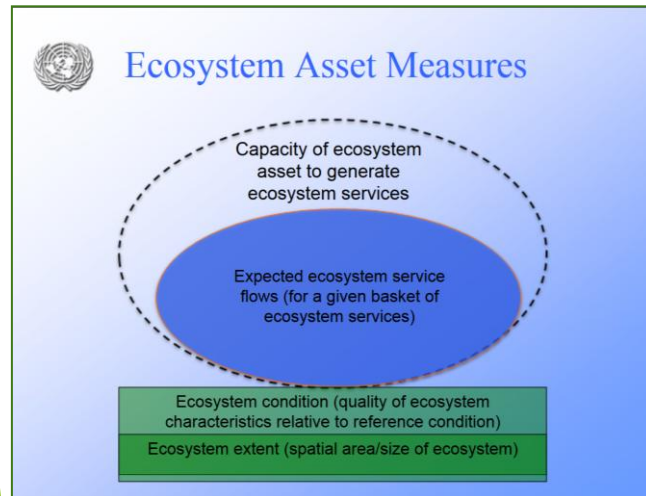 Ecosystem Asset Measures
Capacity of ecosystem
asset to generate
ecosystem services
Expected ecosystem service
flows (for a given basket of
ecosystem services)
Ecosystem condition (quality of ecosystem
characteristics relative to reference condition)
Ecosystem extent (spatial area/size of ecosystem)